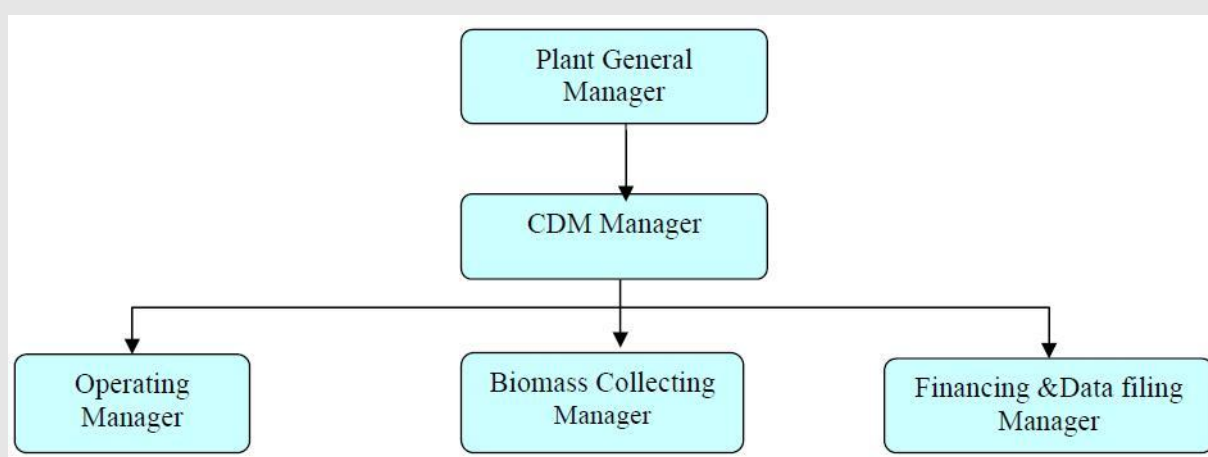 Plant General
Manager
CDM Manager
Operating
Manager
Biomass Collecting
Manager
Financing &Data filing
Manager